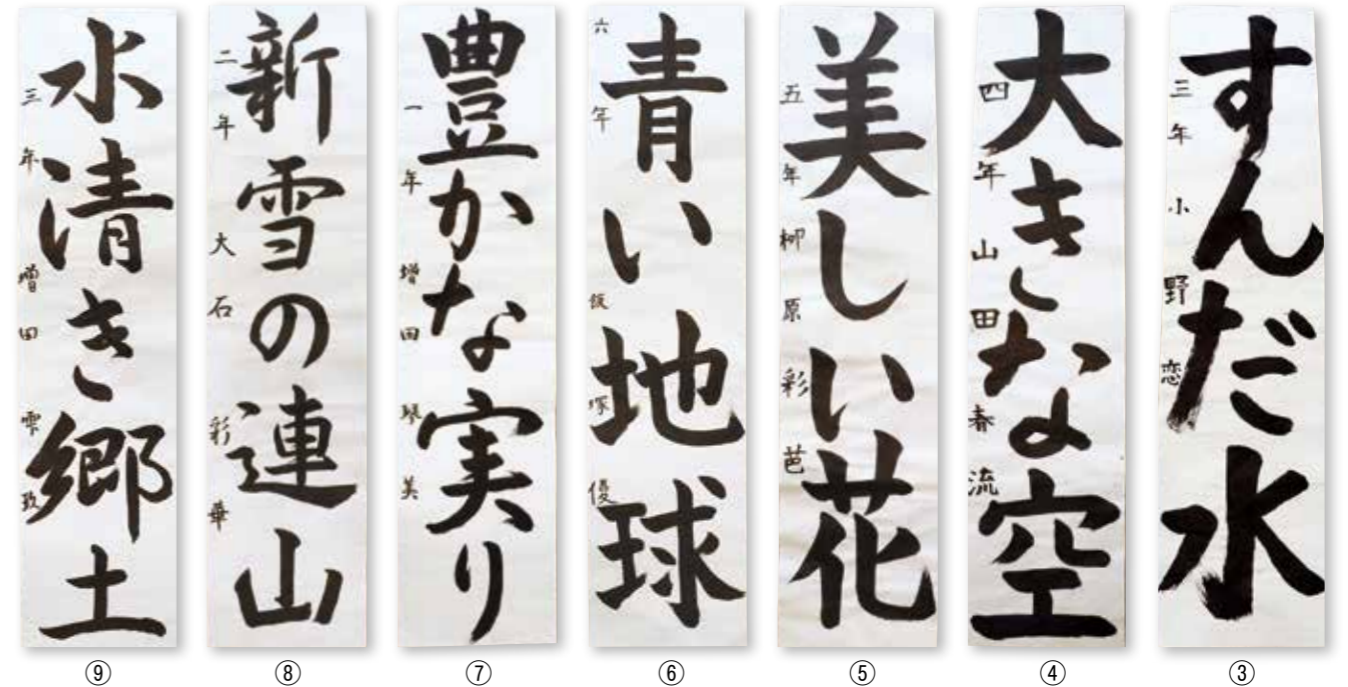 すんだ水
三年 小野 恋
③
大きな空
四年 山田 春流
④
美しい花
五年 柳原 彩芭
⑤
青い地球
六年 飯塚 優
⑥
豊かな実り
一年 増田 琴美
⑦
新雪の連山
二年 大石 彩華
⑧
水清き郷土
三年 増田
⑨